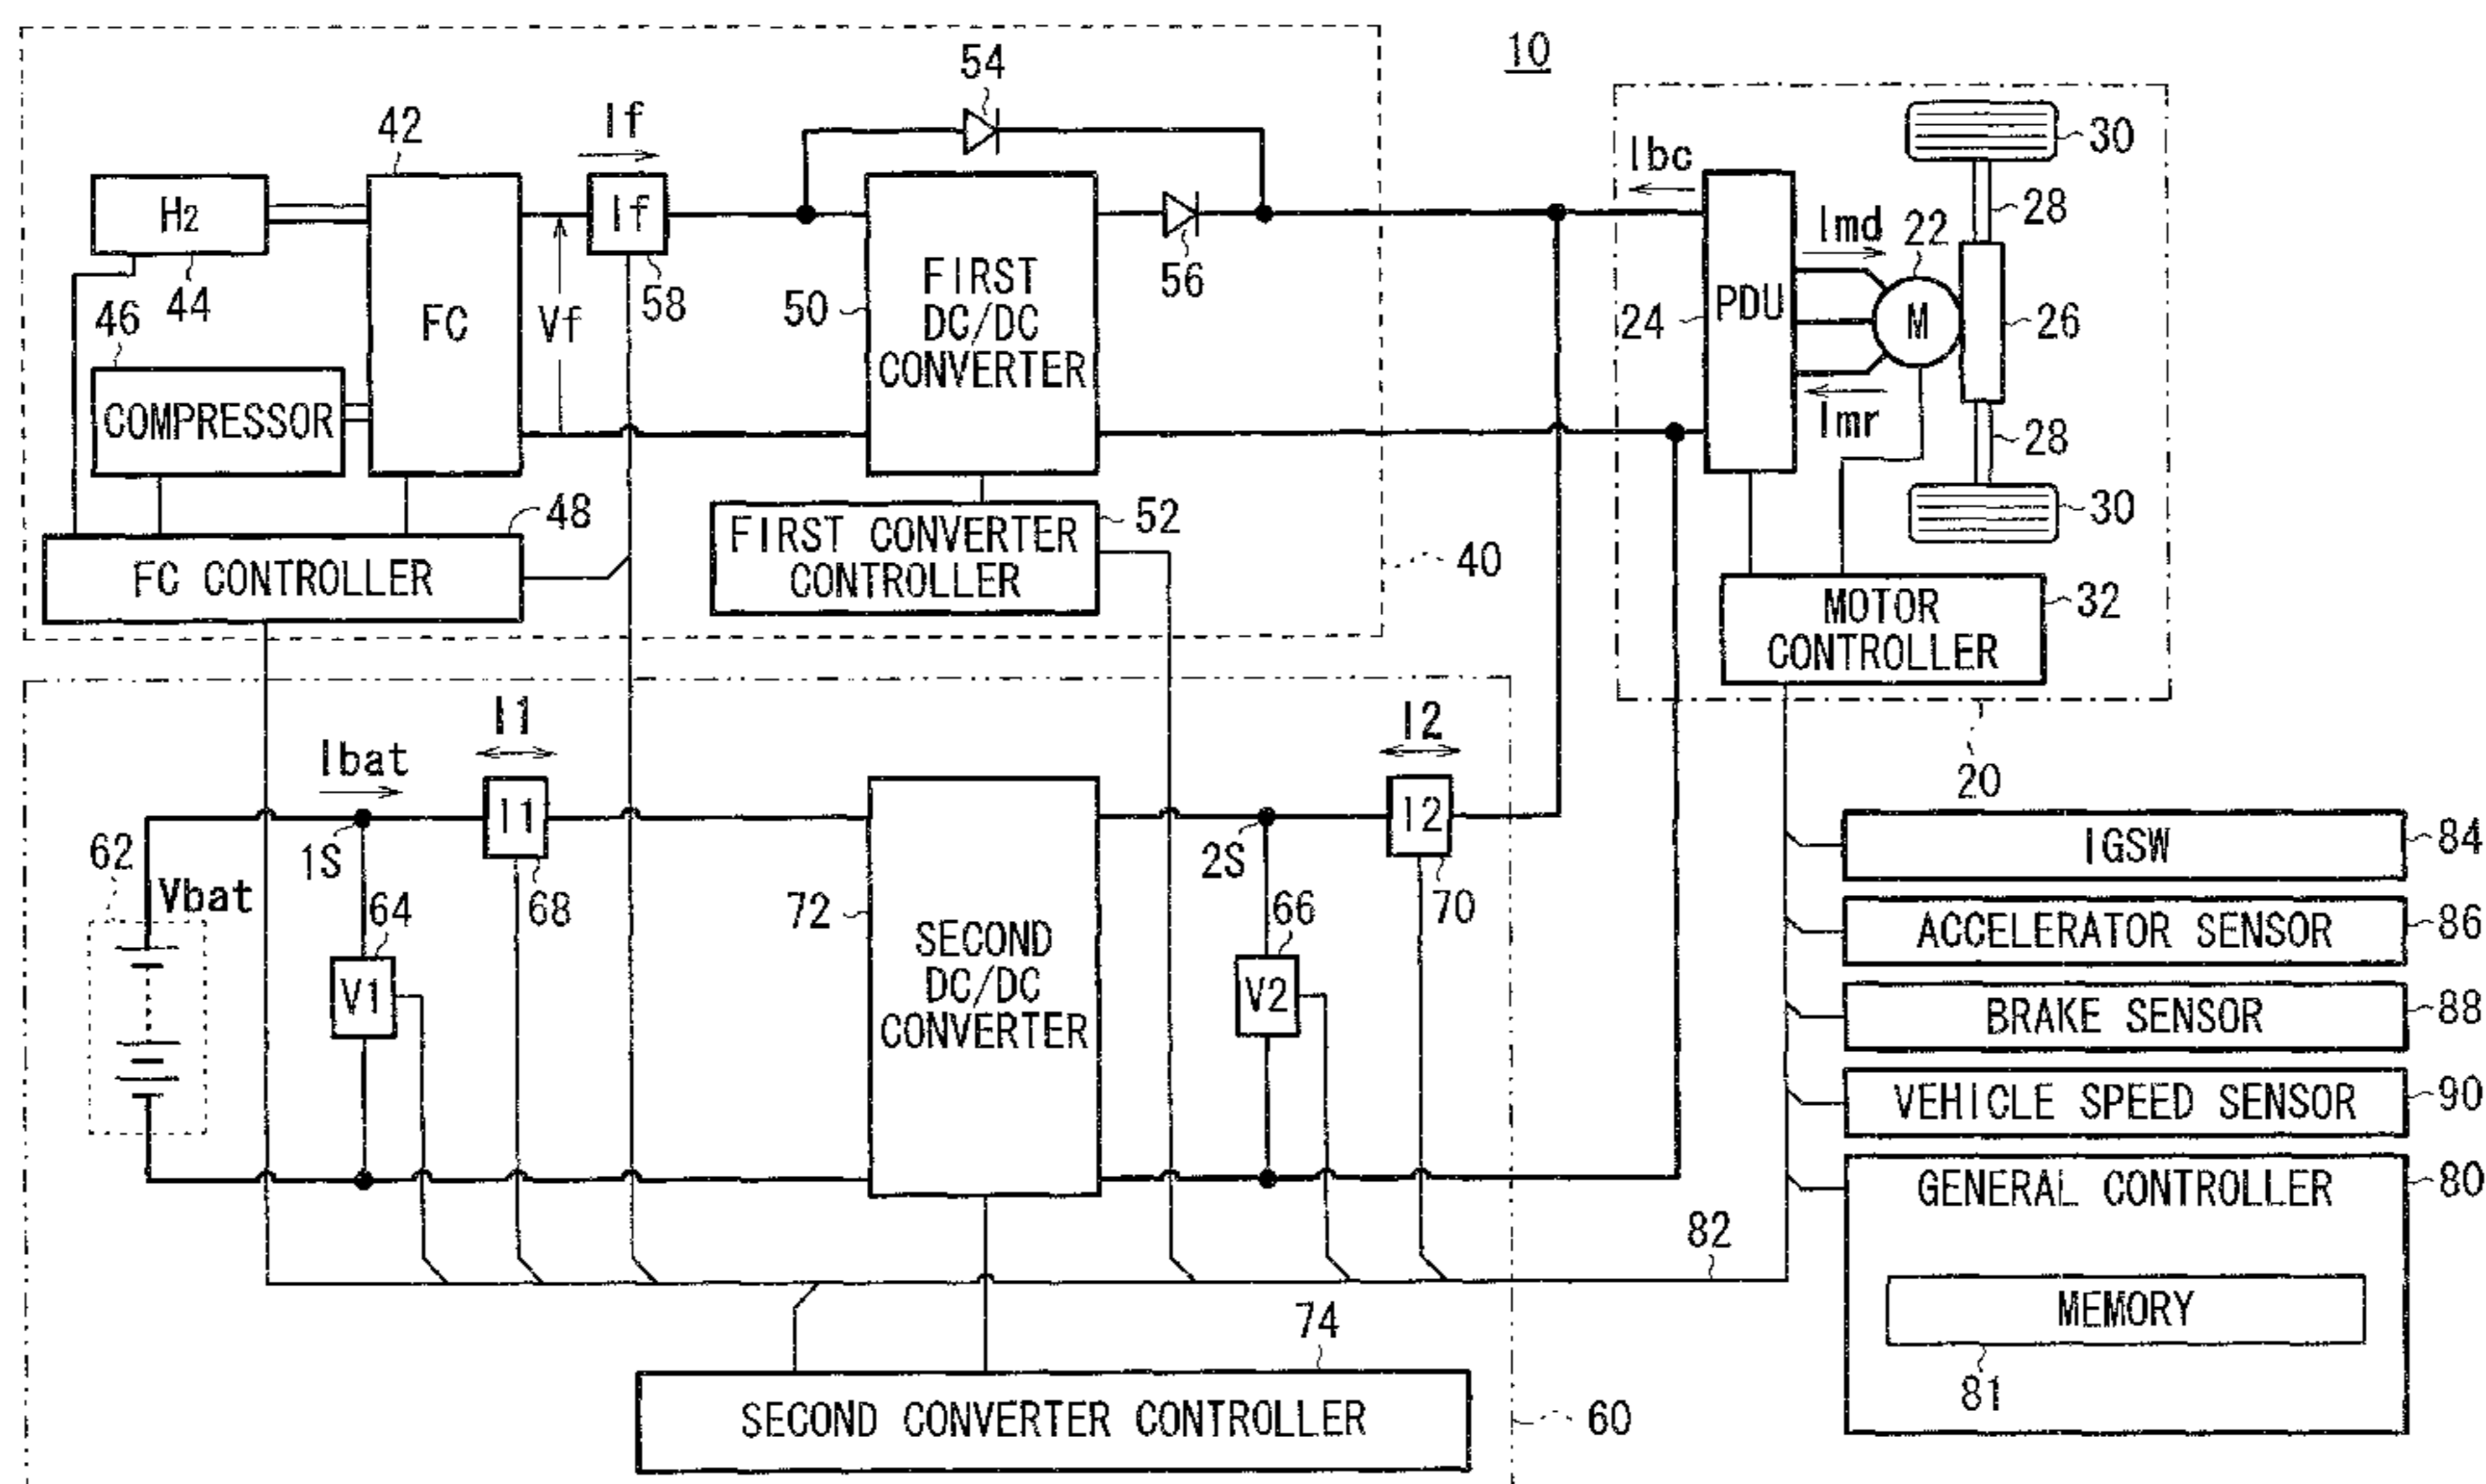 10
54
If
42
H2
44
46
COMPRESSOR
FC
Vf
If
58
50
FIRST
DC/DC
CONVERTER
56
48
FC CONTROLLER
FIRST CONVERTER
CONTROLLER
52
40
Ibc
PDU
24
Imd
22
M
Imr
26
28
28
30
30
MOTOR
CONTROLLER
32
20
62
Vbat
Ibat
1S
V1
64
I1
I1
68
72
SECOND
DC/DC
CONVERTER
2S
V2
66
I2
I2
70
82
74
SECOND CONVERTER CONTROLLER
60
IGSW
84
ACCELERATOR SENSOR
86
BRAKE SENSOR
88
VEHICLE SPEED SENSOR
90
GENERAL CONTROLLER
80
MEMORY
81